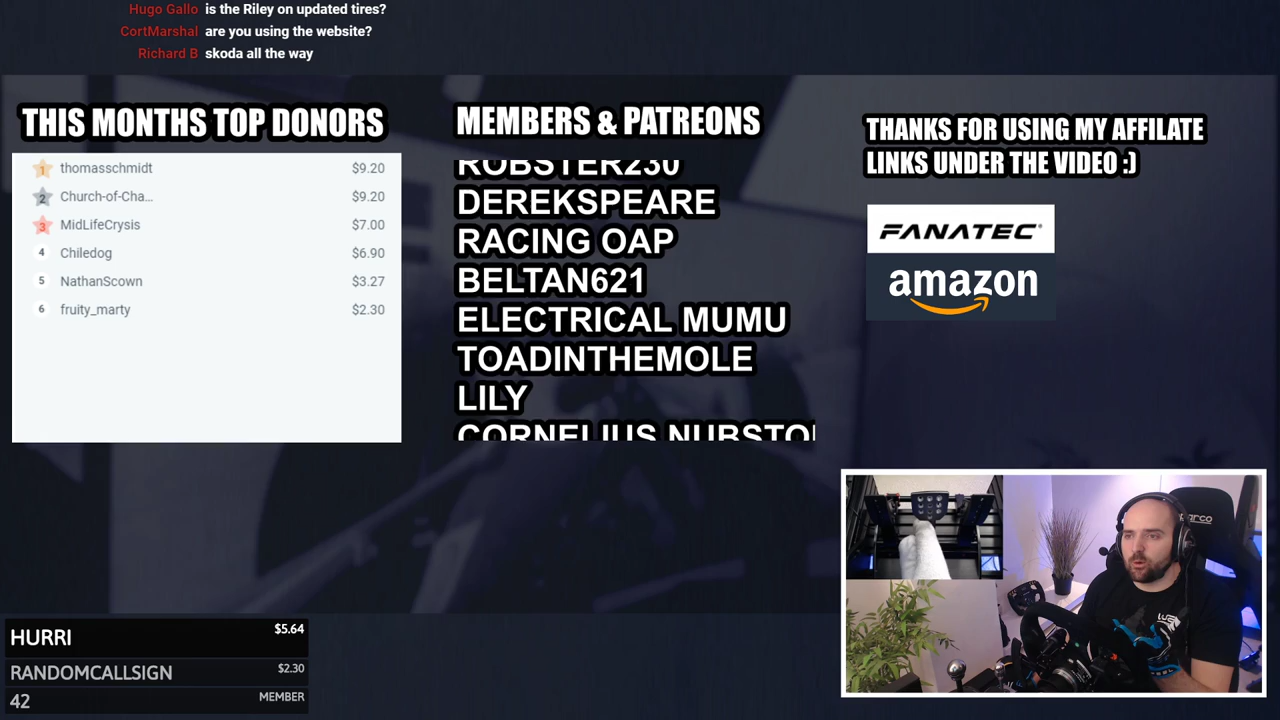 Hugo Gallo is the Riley on updated tires?
CortMarshal are you using the website?
Richard B skoda all the way
THIS MONTHS TOP DONORS
1 thomasschmidt $9.20
2 Church-of-Cha... $9.20
3 MidLifeCrysis $7.00
4 Chiledog $6.90
5 NathanScown $3.27
6 fruity_marty $2.30
MEMBERS & PATREONS
ROBSTER230
DEREKSPEARE
RACING OAP
BELTAN621
ELECTRICAL MUMU
TOADINTHEMOLE
LILY
CORNELIUS
THANKS FOR USING MY AFFILATE
LINKS UNDER THE VIDEO :)
FANATEC
amazon
HURRI $5.64
RANDOMCALLSIGN $2.30
42 MEMBER